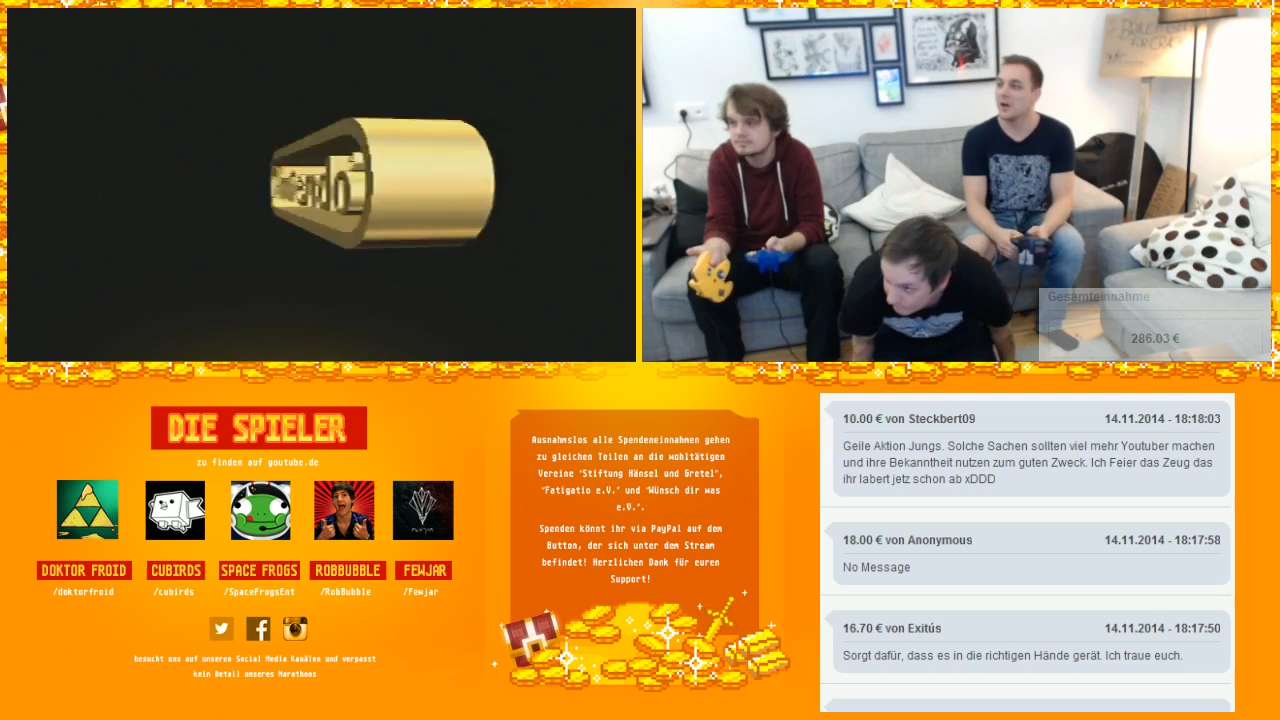 Gesamteinnahme
286.03 €
DIE SPIELER
zu finden auf youtube.de
DOKTOR FROID
CUBIRDS
SPACE FROGS
ROBBUBBLE
FEWJAR
/doktorfroid
/cubirds
/SpaceFrogsEnt
/RobBubble
/Fewjar
besucht uns auf unseren Social Media Kanälen und verpasst
kein Detail unseres Marathons
Ausnahmslos alle Spendeneinnahmen gehen
zu gleichen Teilen an die wohltätigen
Vereine "Stiftung Hänsel und Gretel",
"Fatigatio e.V." und "Wünsch dir was
e.V.".
Spenden könnt ihr via PayPal auf dem
Button, der sich unter dem Stream
befindet! Herzlichen Dank für euren
Support!
10.00 € von Steckbert09
14.11.2014 - 18:18:03
Geile Aktion Jungs. Solche Sachen sollten viel mehr Youtuber machen
und ihre Bekanntheit nutzen zum guten Zweck. Ich Feier das Zeug das
ihr labert jetz schon ab xDDD
18.00 € von Anonymous
14.11.2014 - 18:17:58
No Message
16.70 € von Exitús
14.11.2014 - 18:17:50
Sorgt dafür, dass es in die richtigen Hände gerät. Ich traue euch.